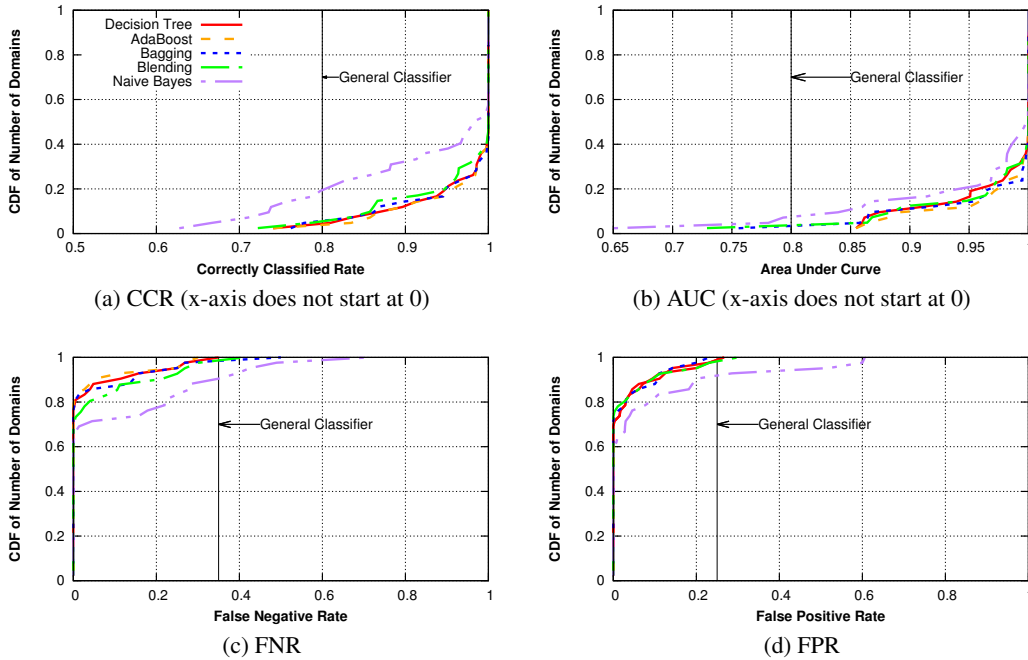 CDF of Number of Domains
1
0.8
0.6
0.4
0.2
0
Decision Tree
AdaBoost
Bagging
Blending
Naive Bayes
General Classifier
0.5 0.6 0.7 0.8 0.9 1
Correctly Classified Rate
(a) CCR (x-axis does not start at 0)
CDF of Number of Domains
1
0.8
0.6
0.4
0.2
0
General Classifier
0.65 0.7 0.75 0.8 0.85 0.9 0.95 1
Area Under Curve
(b) AUC (x-axis does not start at 0)
CDF of Number of Domains
1
0.8
0.6
0.4
0.2
0
General Classifier
0 0.2 0.4 0.6 0.8 1
False Negative Rate
(c) FNR
CDF of Number of Domains
1
0.8
0.6
0.4
0.2
0
General Classifier
0 0.2 0.4 0.6 0.8 1
False Positive Rate
(d) FPR